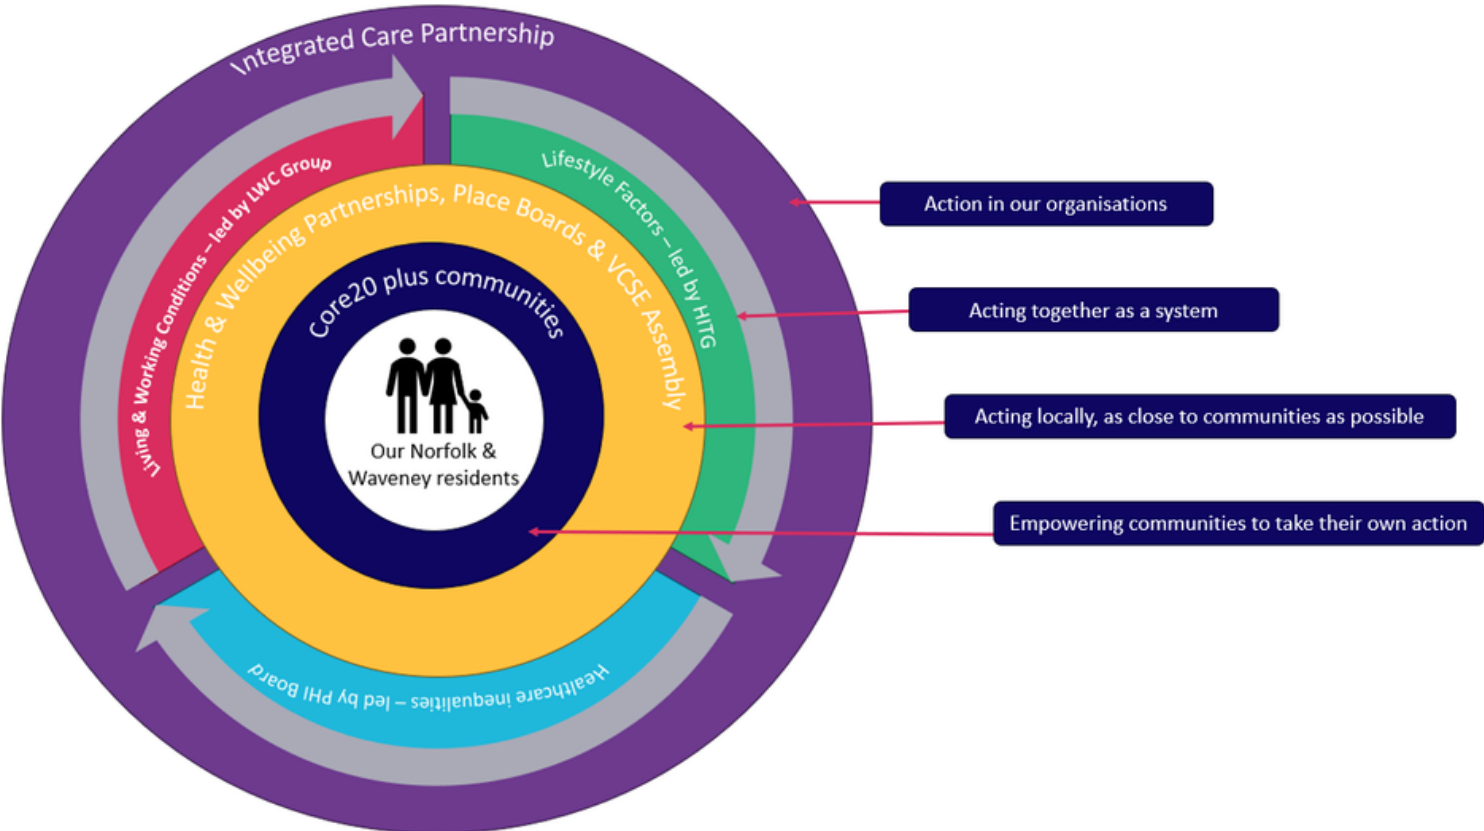 \ntegrated Care Partnership
Living & Working Conditions – led by LWC Group
Lifestyle Factors – led by HITG
Health & Wellbeing Partnerships, Place Boards & VCSE Assembly
Core20 plus communities
Our Norfolk &
Waveney residents
Healthcare inequalities – led by PHI Board
Action in our organisations
Acting together as a system
Acting locally, as close to communities as possible
Empowering communities to take their own action